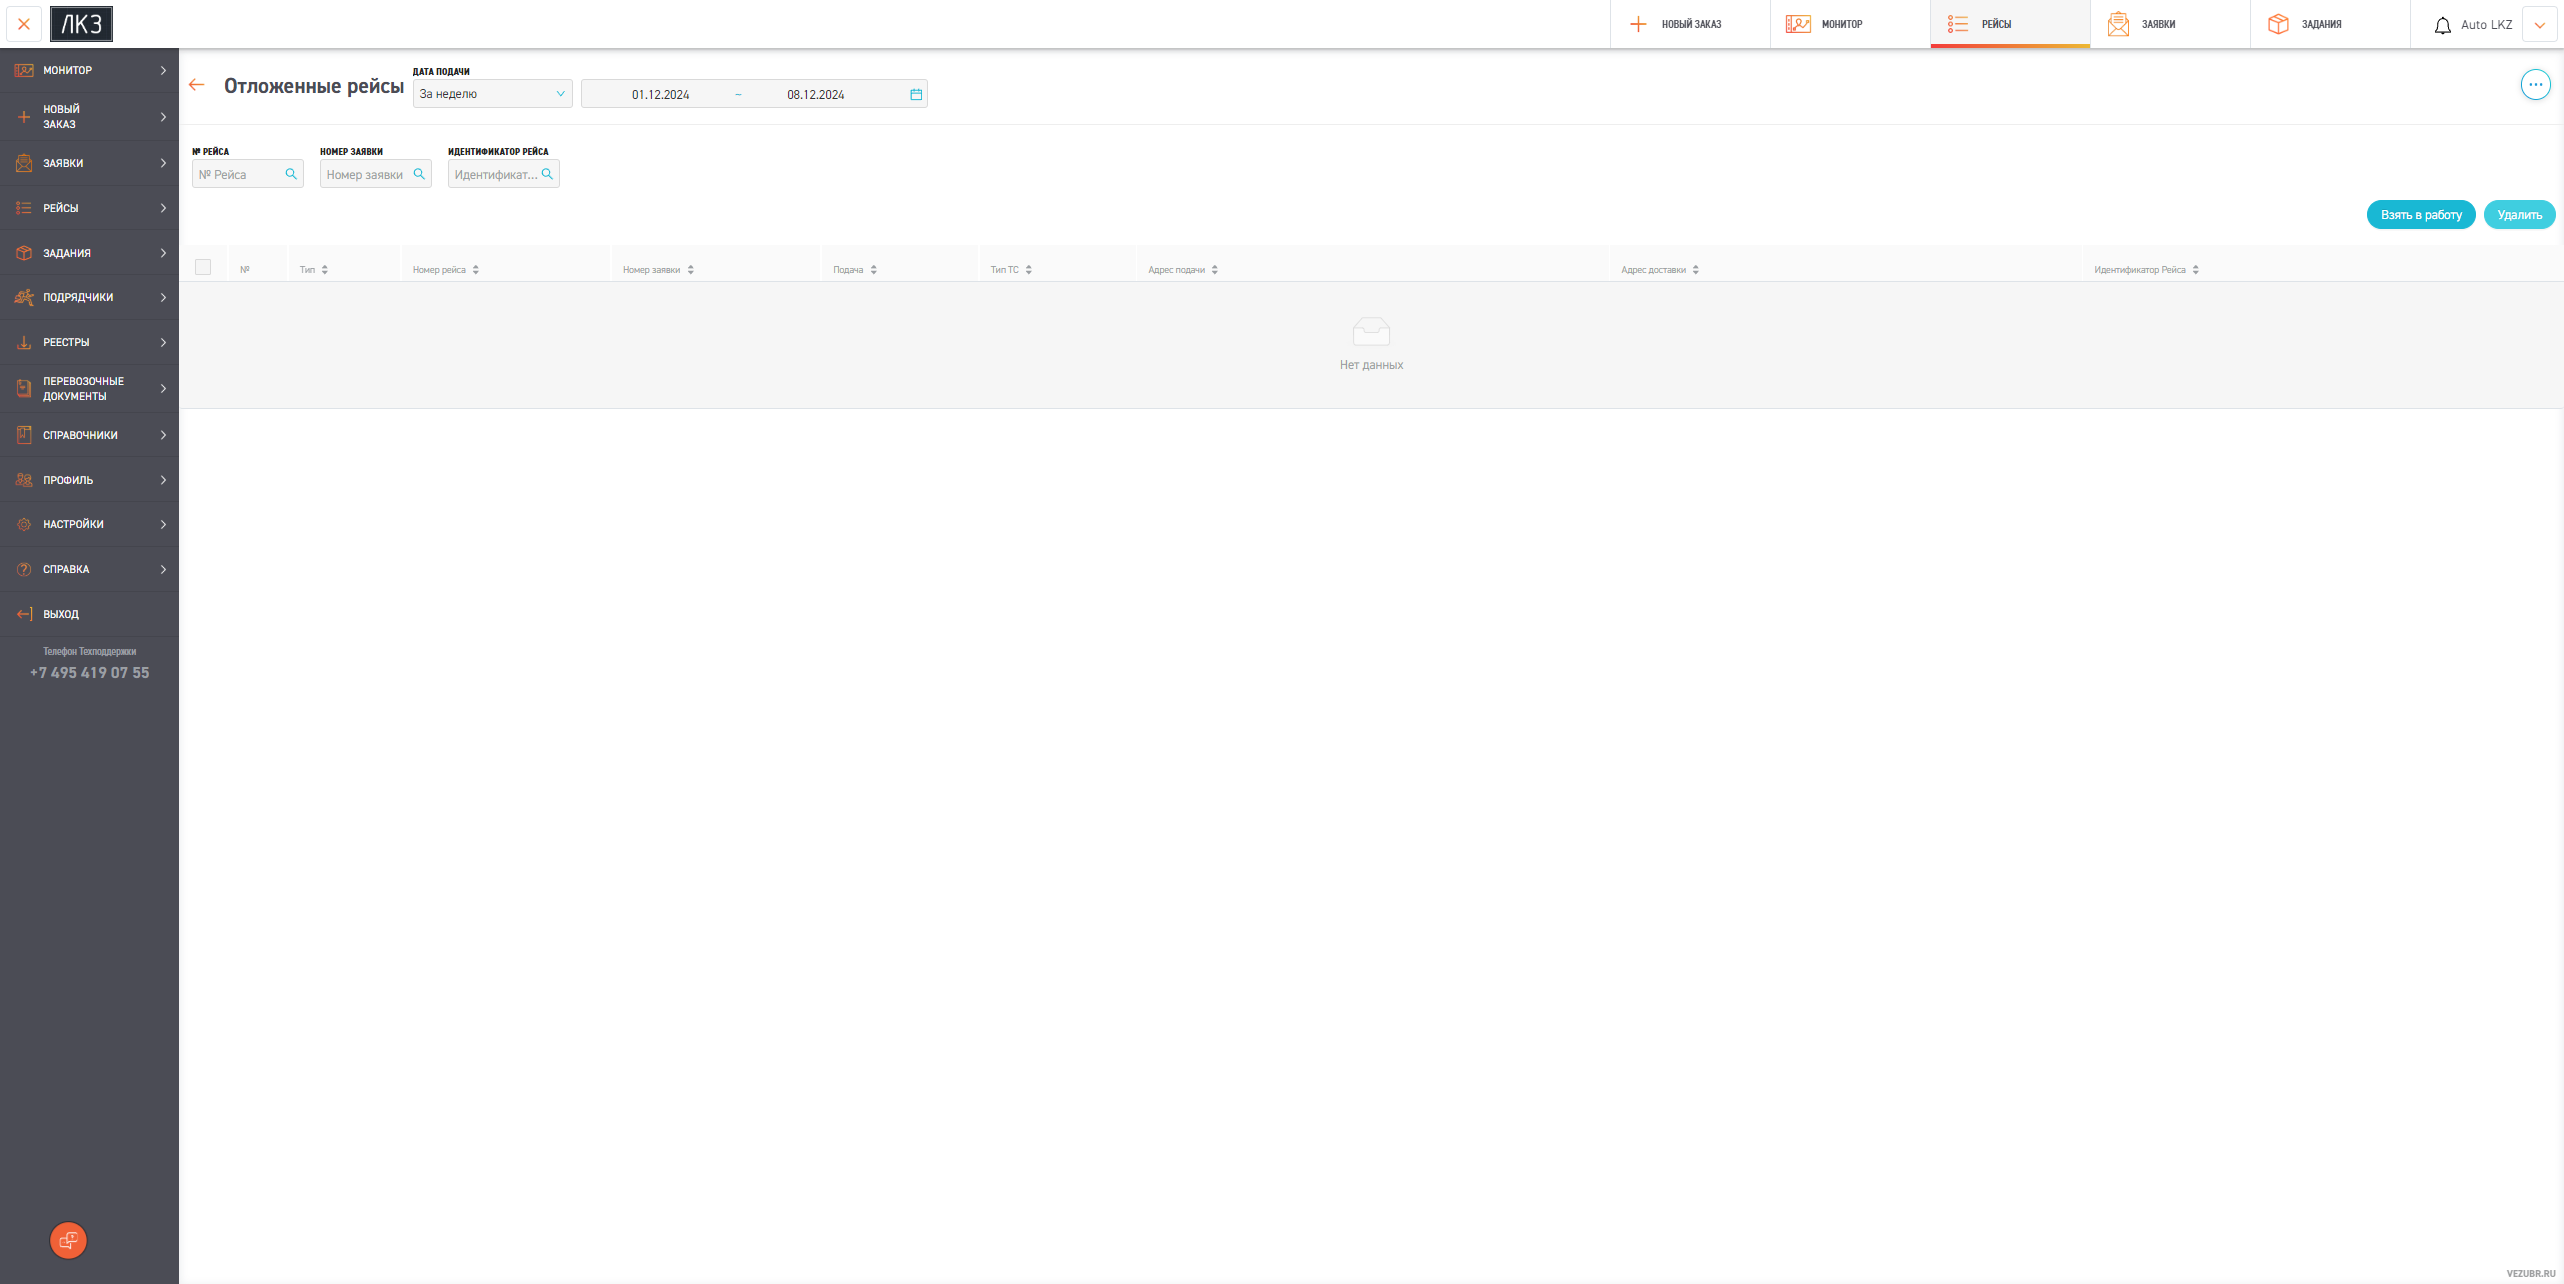 ЛКЗ
НОВЫЙ ЗАКАЗ
МОНИТОР
РЕЙСЫ
ЗАЯВКИ
ЗАДАНИЯ
Auto LKZ
МОНИТОР
НОВЫЙ
ЗАКАЗ
ЗАЯВКИ
РЕЙСЫ
ЗАДАНИЯ
ПОДРЯДЧИКИ
РЕЕСТРЫ
ПЕРЕВОЗОЧНЫЕ
ДОКУМЕНТЫ
СПРАВОЧНИКИ
ПРОФИЛЬ
НАСТРОЙКИ
СПРАВКА
ВЫХОД
Телефон Техподдержки
+7 495 419 07 55
Отложенные рейсы
ДАТА ПОДАЧИ
За неделю
01.12.2024 – 08.12.2024
№ РЕЙСА НОМЕР ЗАЯВКИ ИДЕНТИФИКАТОР РЕЙСА
№ Рейса Номер заявки Идентификат...
Взять в работу Удалить
№ Тип Номер рейса Номер заявки Подача Тип ТС Адрес подачи Адрес доставки Идентификатор Рейса
Нет данных
VEZUBR.RU